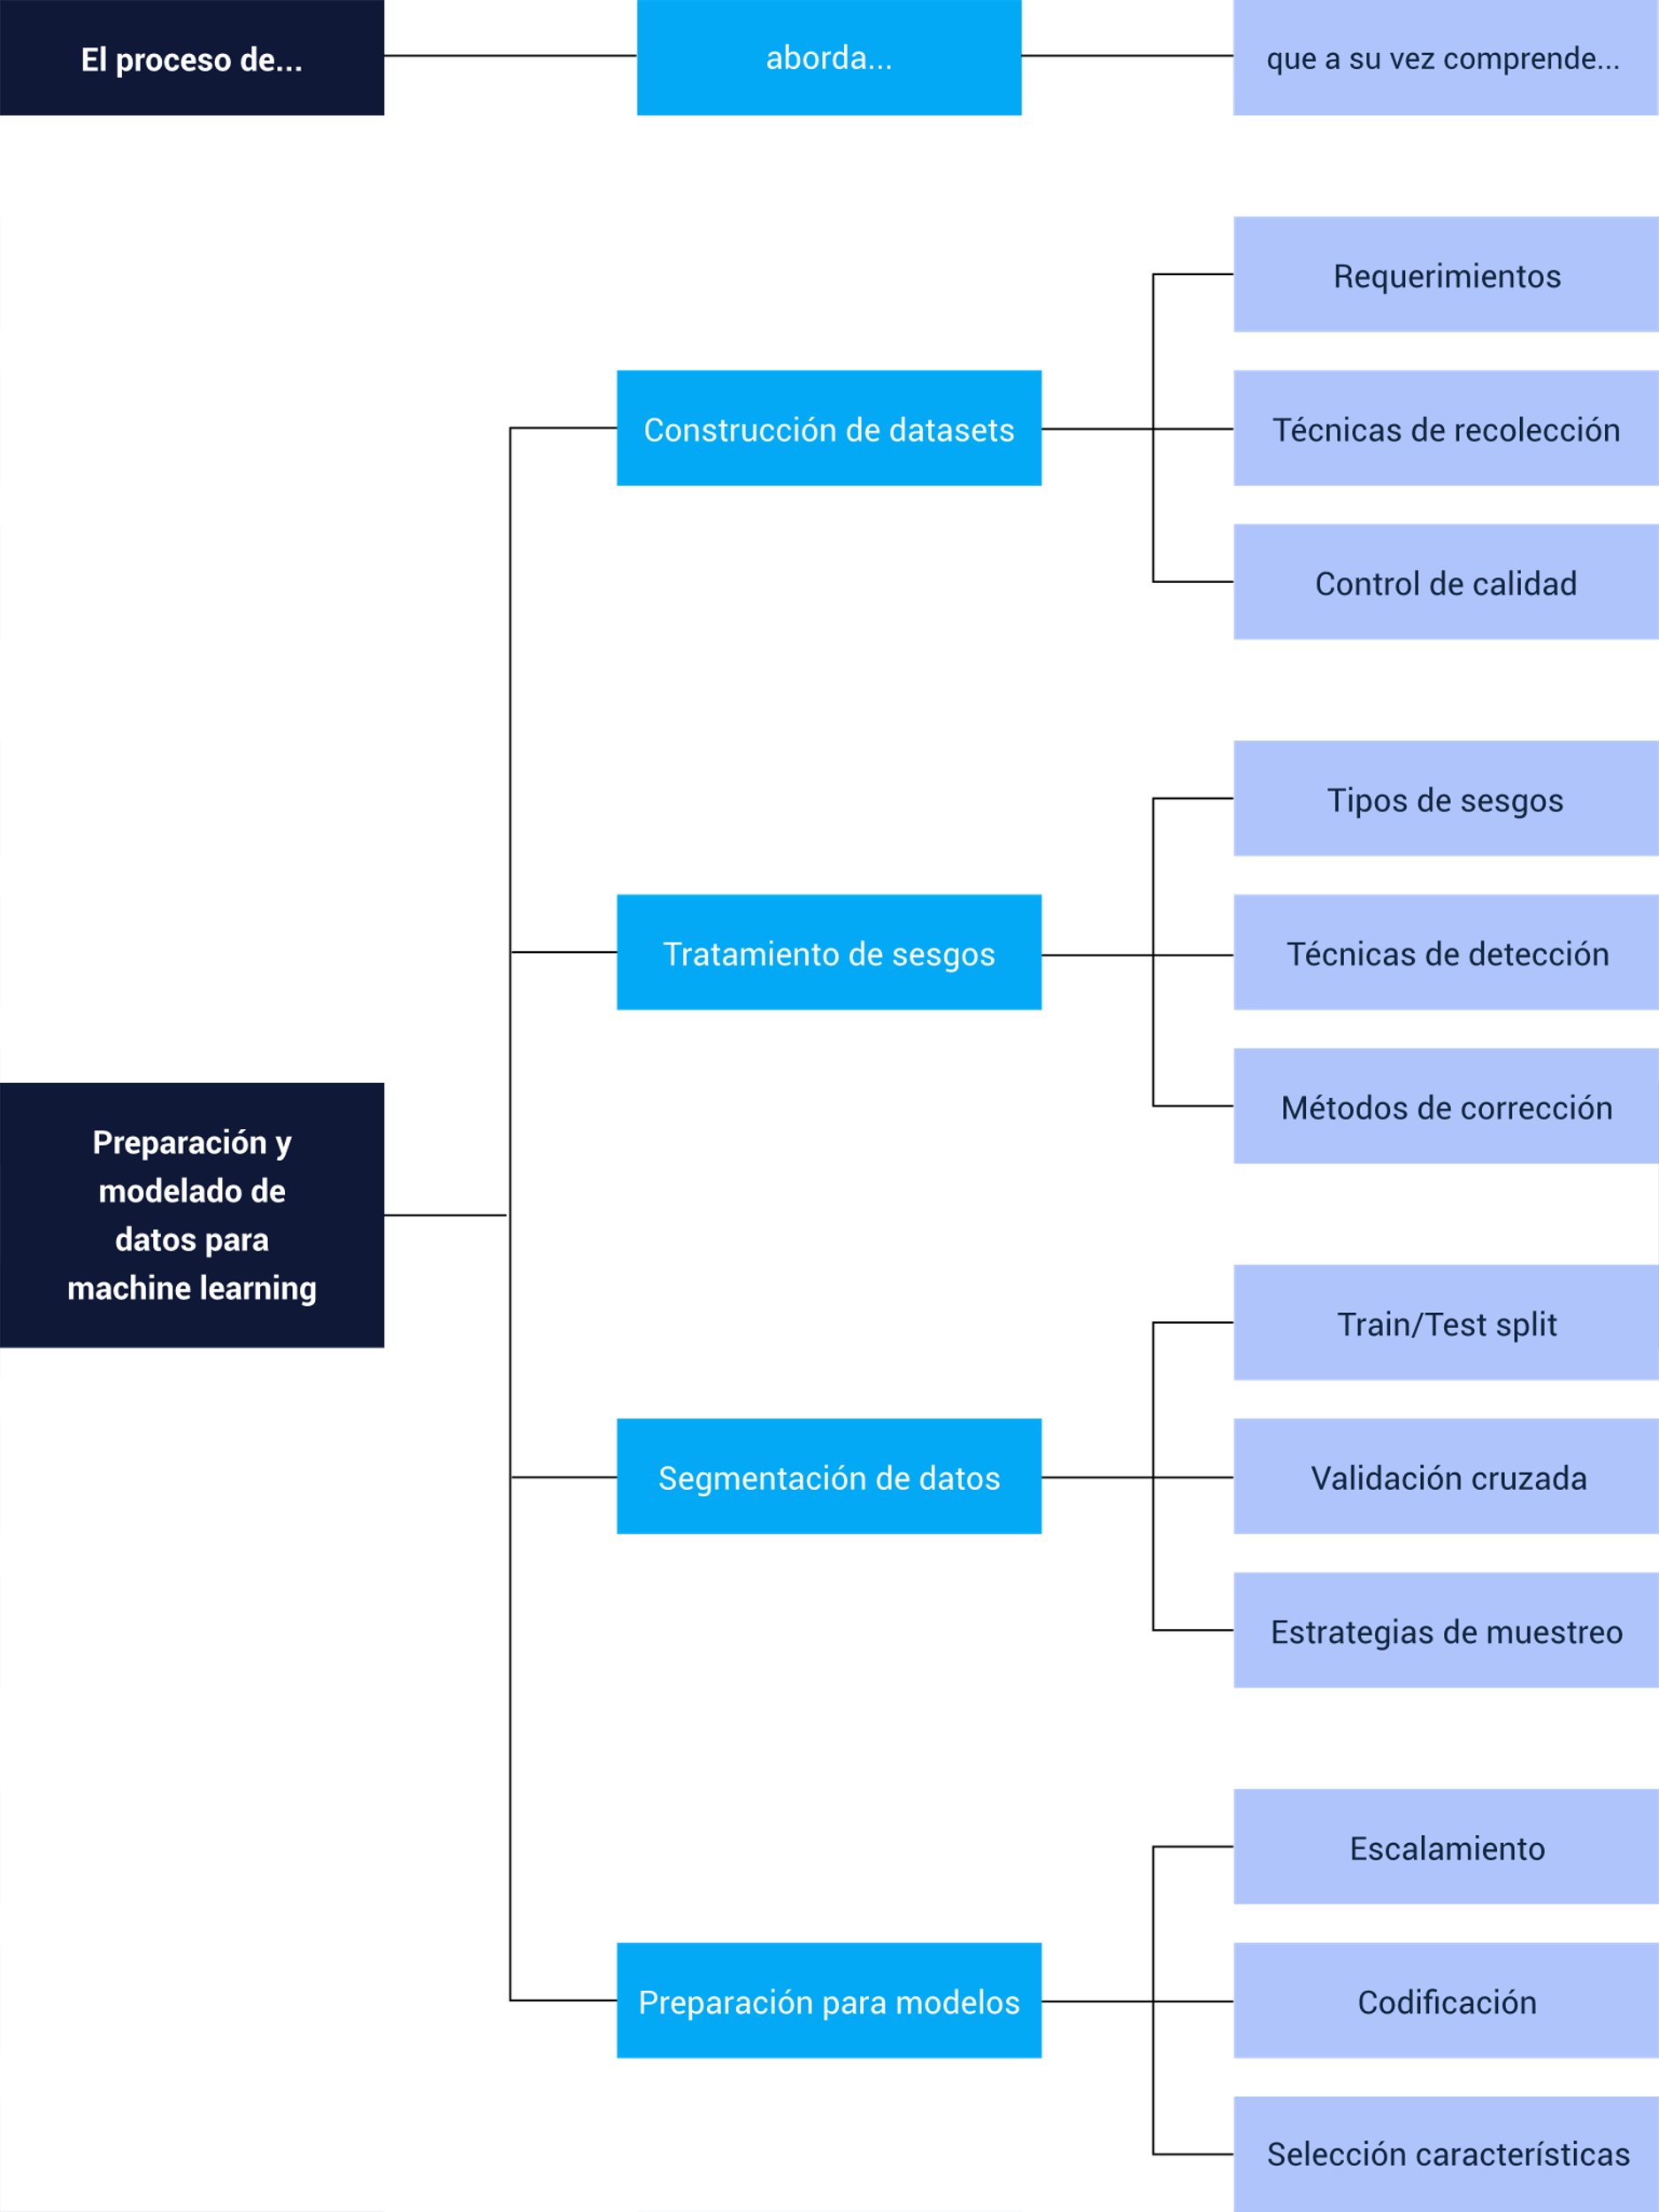 El proceso de...
aborda...
que a su vez comprende...
Preparación y
modelado de
datos para
machine learning
Construcción de datasets
Requerimientos
Técnicas de recolección
Control de calidad
Tratamiento de sesgos
Tipos de sesgos
Técnicas de detección
Métodos de corrección
Segmentación de datos
Train/Test split
Validación cruzada
Estrategias de muestreo
Preparación para modelos
Escalamiento
Codificación
Selección características